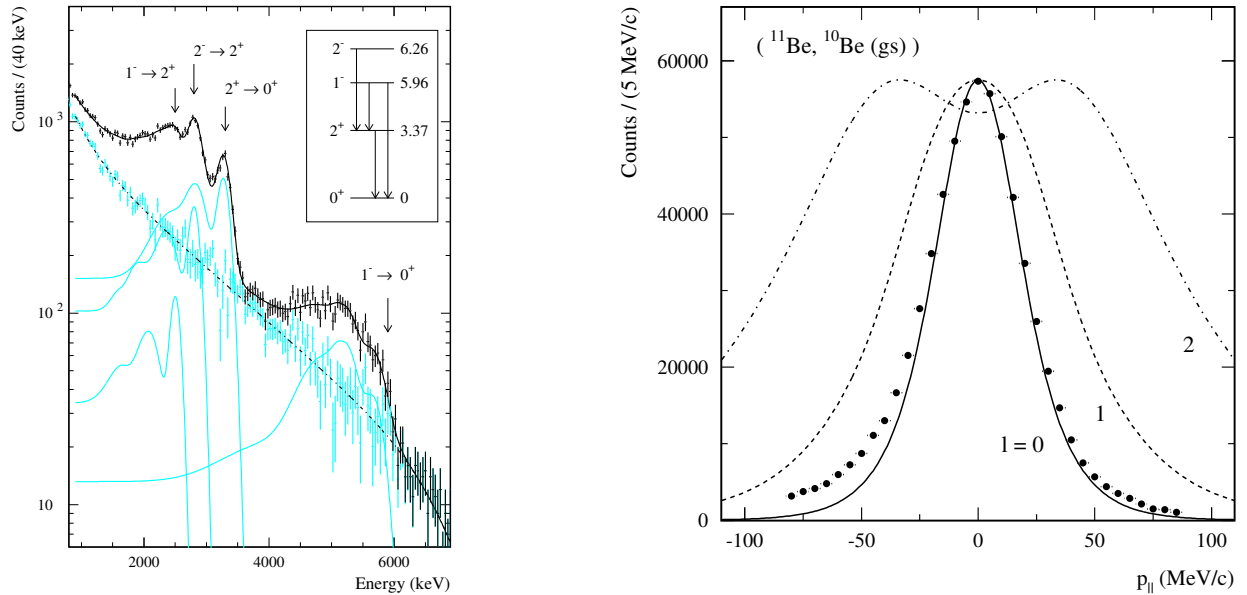 Counts / (40 keV)
10³
10²
10
2000
4000
6000
Energy (keV)
1⁻ → 2⁺
2⁻ → 2⁺
2⁺ → 0⁺
1⁻ → 0⁺
2⁻ 6.26
1⁻ 5.96
2⁺ 3.37
0⁺ 0
Counts / (5 MeV/c)
( ¹¹Be, ¹⁰Be (gs) )
60000
40000
20000
0
-100
-50
0
50
100
p_∥ (MeV/c)
2
1
l = 0